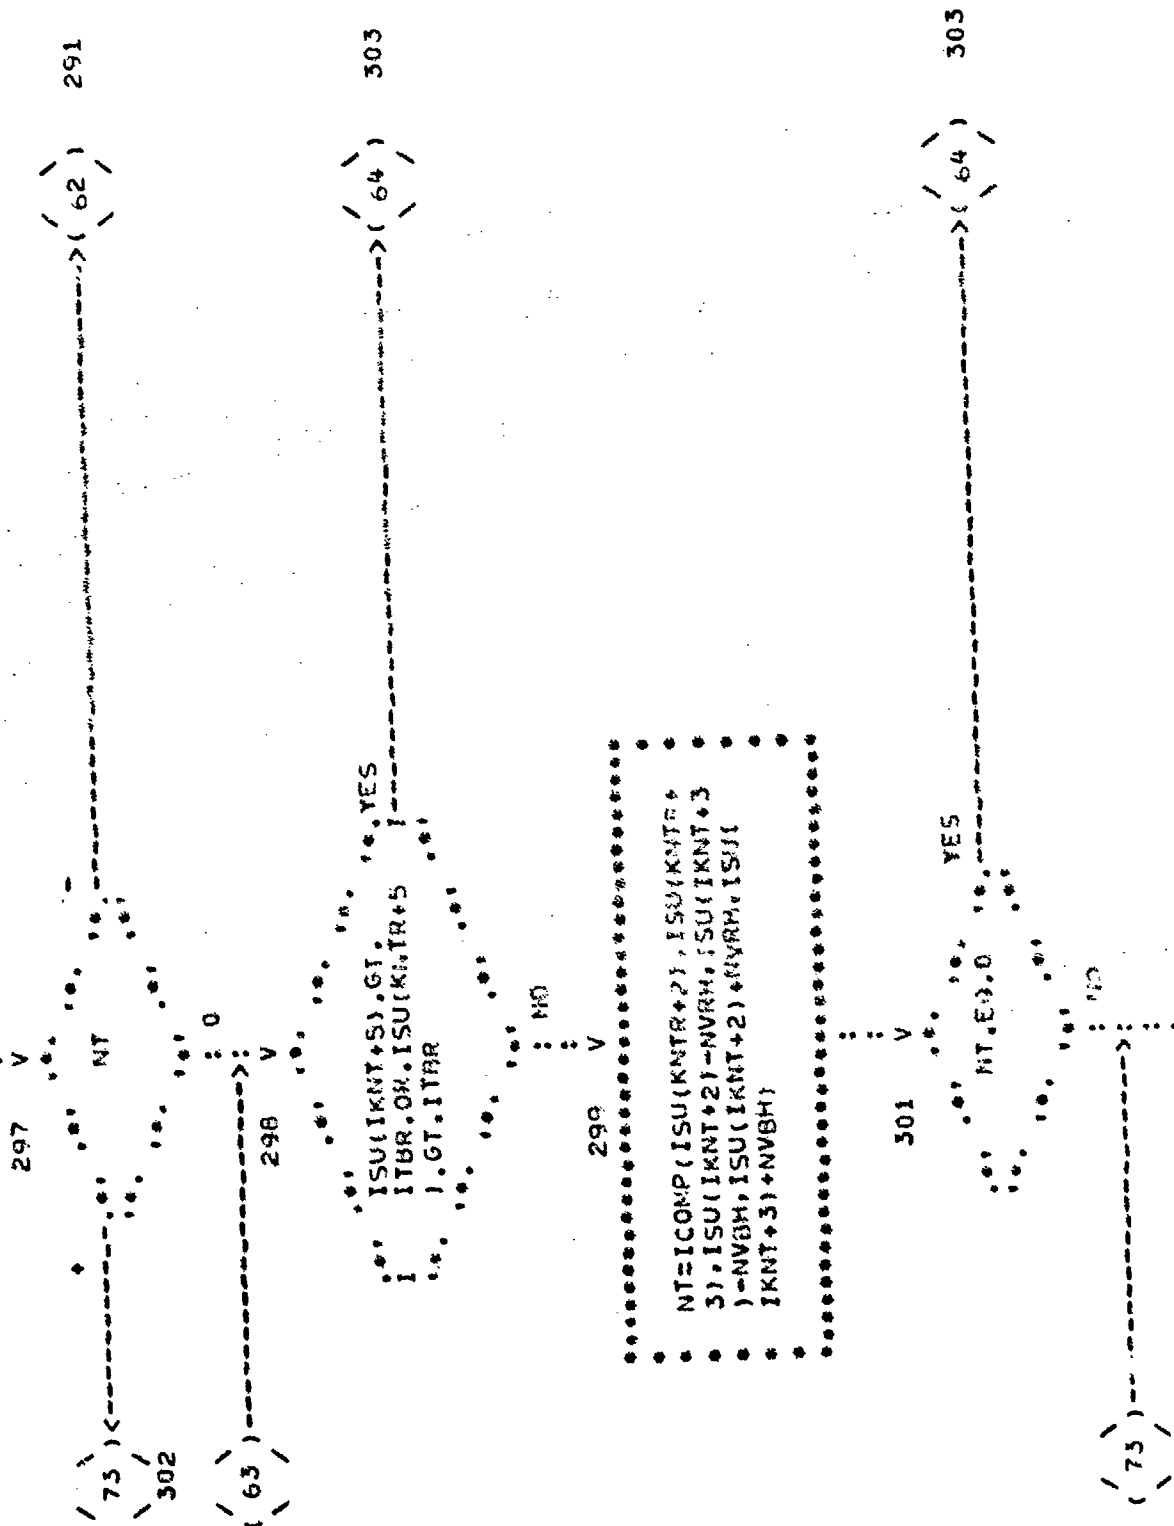 297
NT
+
-
( 73 )<
302
>( 62 )
291
0
( 63 )
298
ISU(IKNT+5).GT.
ITBR.OR.ISU(KNTR+5
).GT.ITBR
YES
>( 64 )
303
NO
299
NT=ICOMP(ISU(KNTR+2),ISU(KNTR+
3),ISU(IKNT+2)-NVRH,ISU(IKNT+3
)-NVBH,ISU(IKNT+2)+NVRH,ISU(
IKNT+3)+NVBH)
301
NT.EQ.0
YES
>( 64 )
303
NO
( 73 )